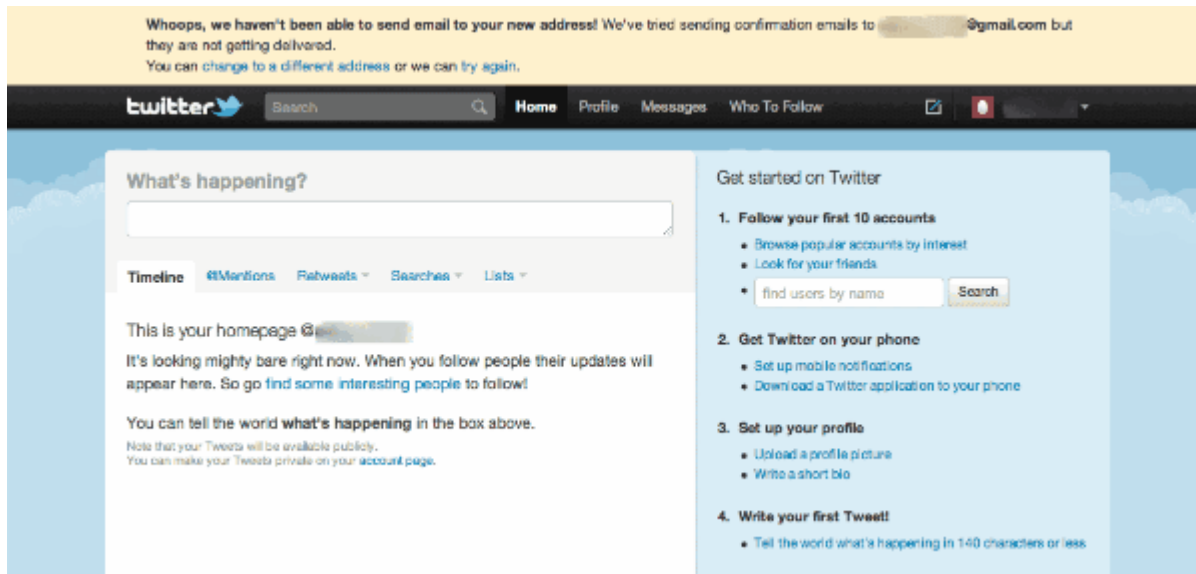 Whoops, we haven't been able to send email to your new address! We've tried sending confirmation emails to @gmail.com but
they are not getting delivered.
You can change to a different address or we can try again.
twitter Search Home Profile Messages Who To Follow
What's happening?
Timeline @Mentions Retweets Searches Lists
This is your homepage @
It's looking mighty bare right now. When you follow people their updates will
appear here. So go find some interesting people to follow!
You can tell the world what's happening in the box above.
Note that your Tweets will be available publicly.
You can make your Tweets private on your account page.
Get started on Twitter
1. Follow your first 10 accounts
• Browse popular accounts by interest
• Look for your friends
• find users by name Search
2. Get Twitter on your phone
• Set up mobile notifications
• Download a Twitter application to your phone
3. Set up your profile
• Upload a profile picture
• Write a short bio
4. Write your first Tweet!
• Tell the world what's happening in 140 characters or less